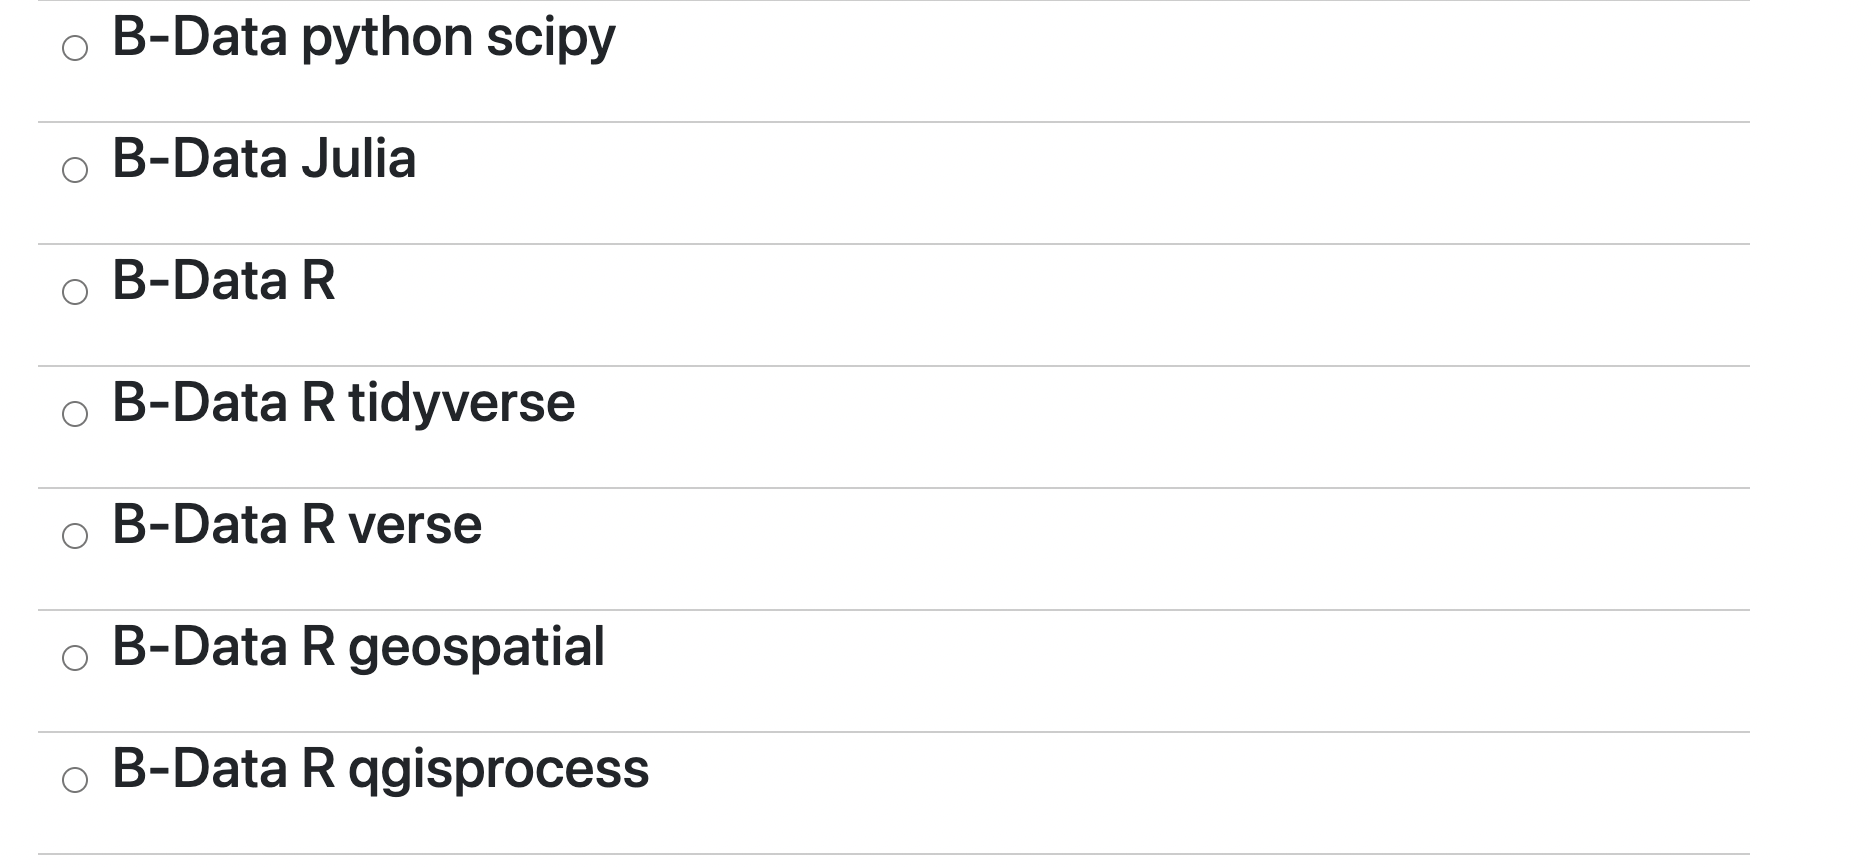 B-Data python scipy
B-Data Julia
B-Data R
B-Data R tidyverse
B-Data R verse
B-Data R geospatial
B-Data R qgisprocess